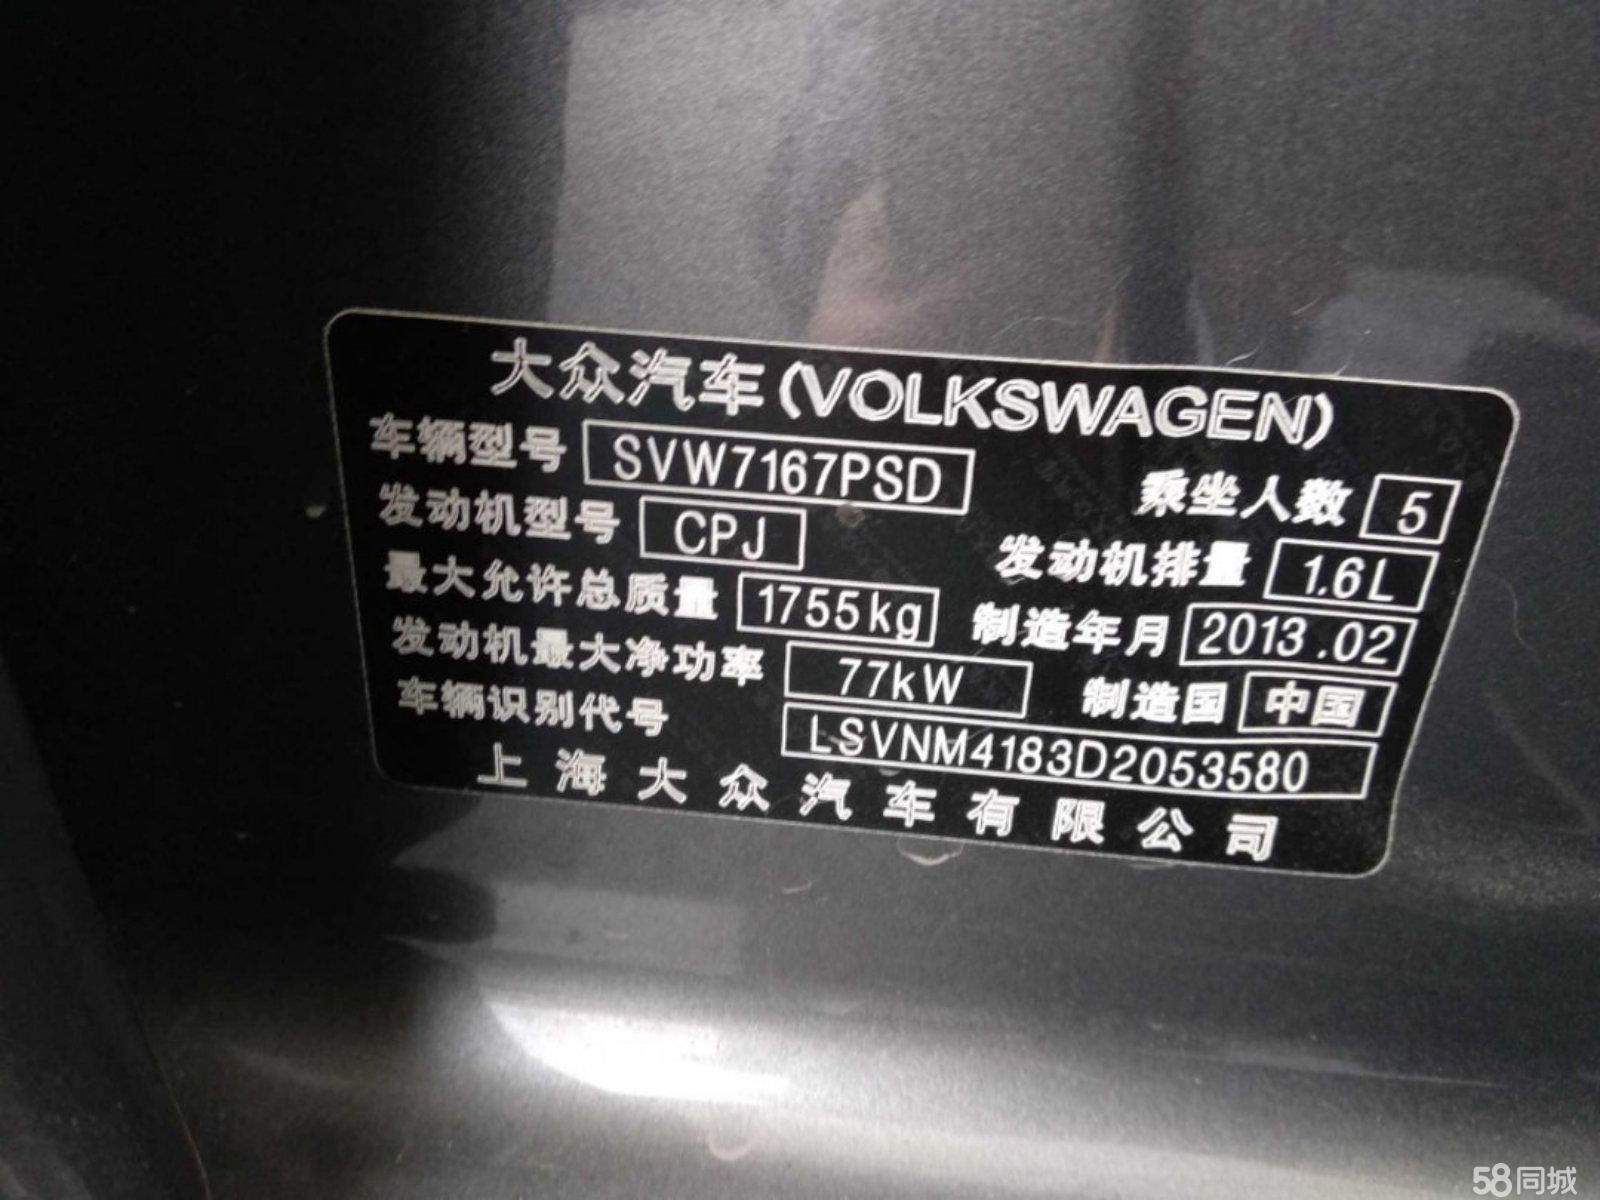 大众汽车(VOLKSWAGEN)
车辆型号 SVW7167PSD 乘坐人数 5
发动机型号 CPJ 发动机排量 1.6L
最大允许总质量 1755kg 制造年月 2013.02
发动机最大净功率 77kW 制造国 中国
车辆识别代号 LSVNM4183D2053580
上海大众汽车有限公司
58同城